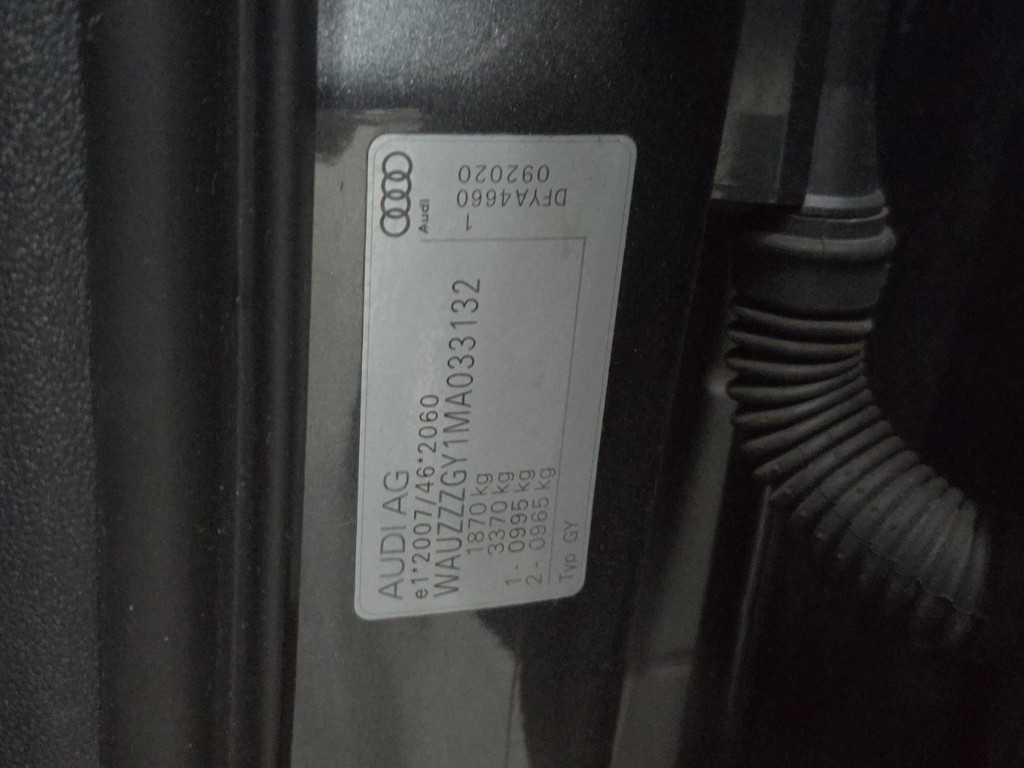 AUDI AG
e1*2007/46*2060
WAUZZZGY1MA033132
1870 kg
3370 kg
1- 0995 kg
2- 0965 kg
Typ GY
Audi
1
DFYA4660
092020